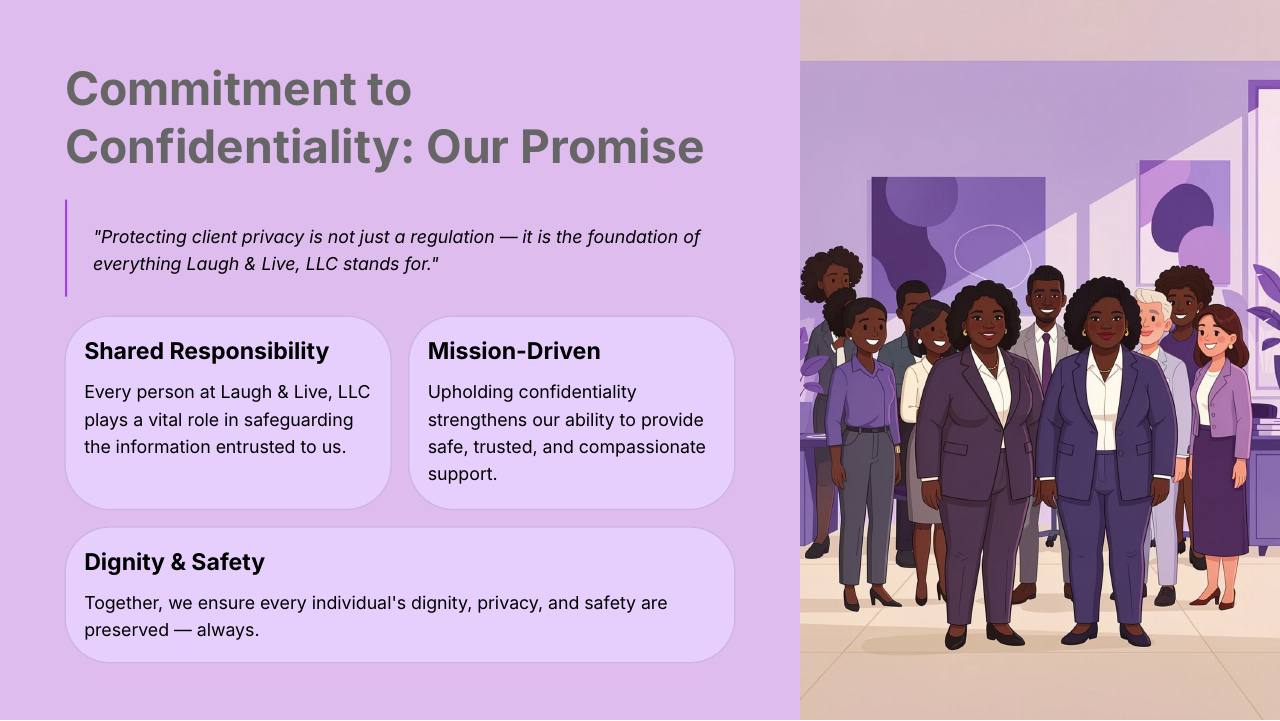 Commitment to
Confidentiality: Our Promise
"Protecting client privacy is not just a regulation — it is the foundation of
everything Laugh & Live, LLC stands for."
Shared Responsibility
Every person at Laugh & Live, LLC
plays a vital role in safeguarding
the information entrusted to us.
Mission-Driven
Upholding confidentiality
strengthens our ability to provide
safe, trusted, and compassionate
support.
Dignity & Safety
Together, we ensure every individual's dignity, privacy, and safety are
preserved — always.